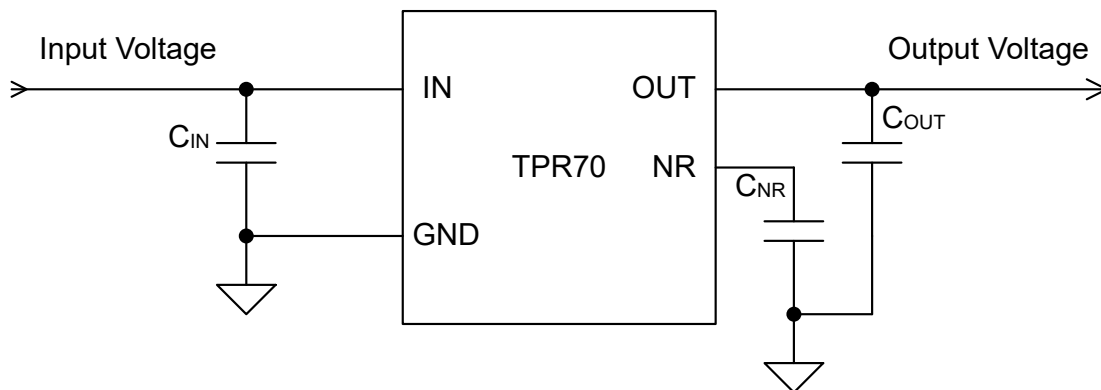 Input Voltage
Output Voltage
IN
OUT
CIN
COUT
TPR70
NR
CNR
GND